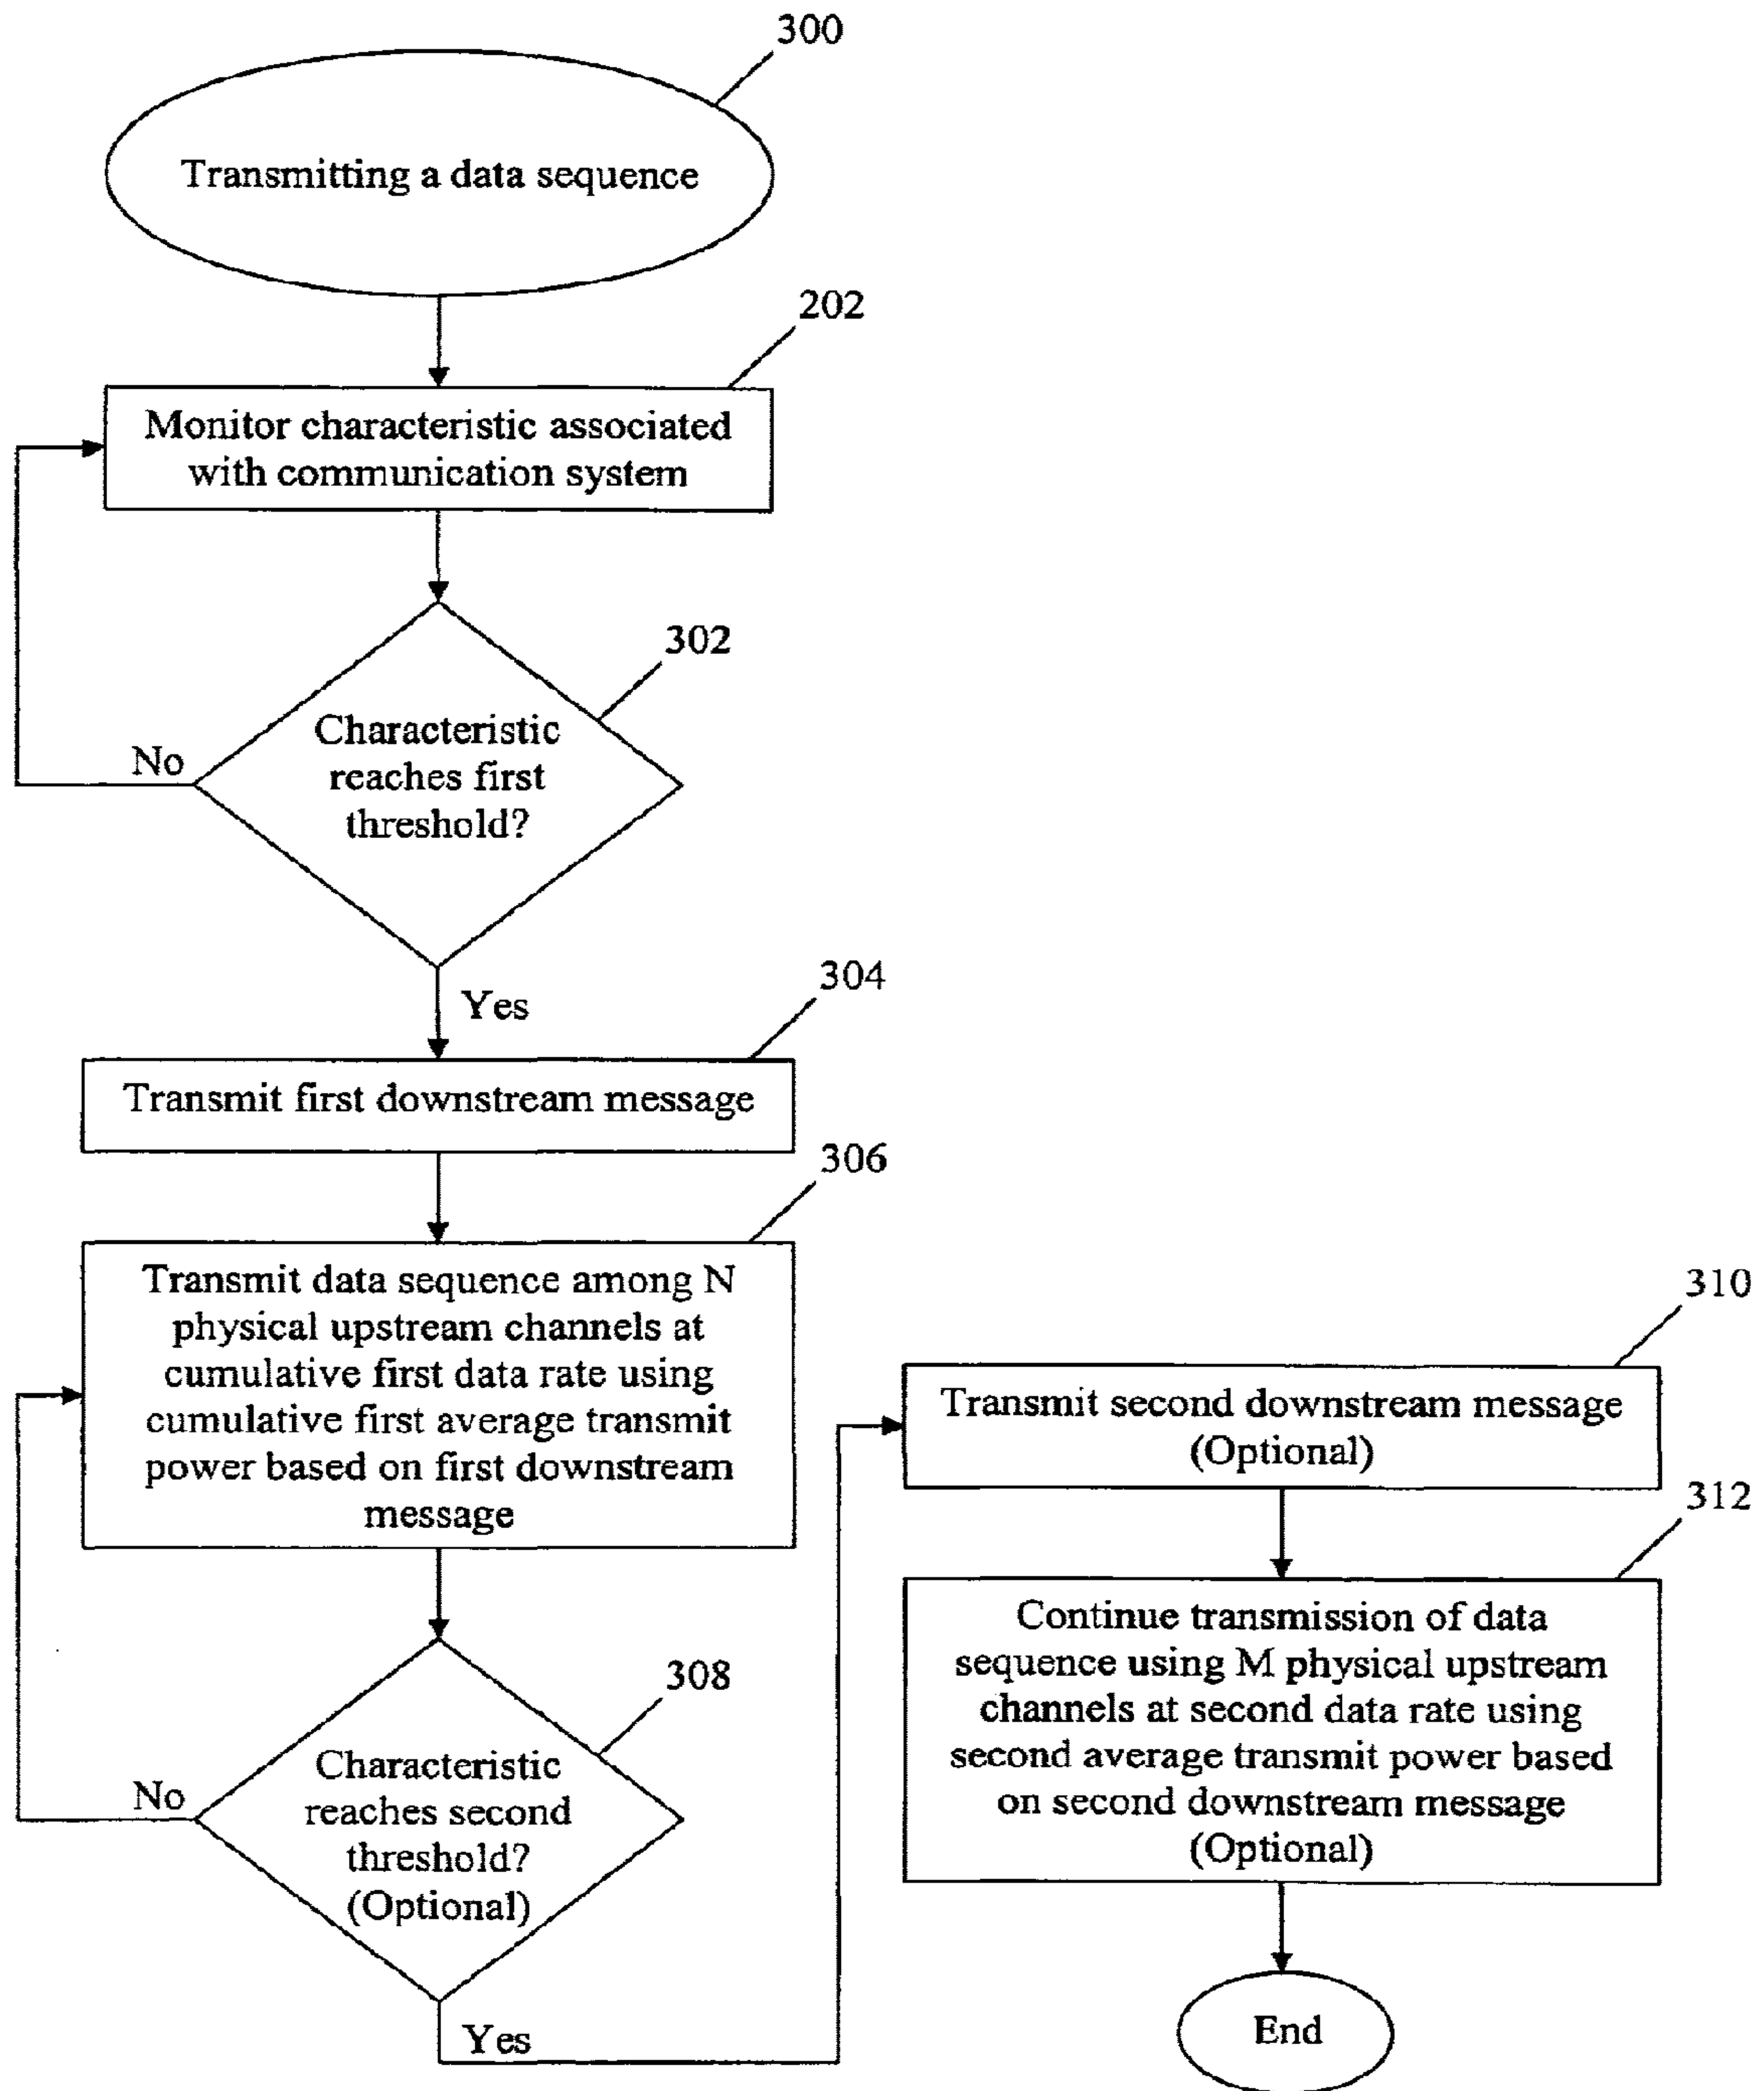 300
Transmitting a data sequence
202
Monitor characteristic associated
with communication system
302
Characteristic
reaches first
threshold?
No
Yes
304
Transmit first downstream message
306
Transmit data sequence among N
physical upstream channels at
cumulative first data rate using
cumulative first average transmit
power based on first downstream
message
308
Characteristic
reaches second
threshold?
(Optional)
No
Yes
310
Transmit second downstream message
(Optional)
312
Continue transmission of data
sequence using M physical upstream
channels at second data rate using
second average transmit power based
on second downstream message
(Optional)
End